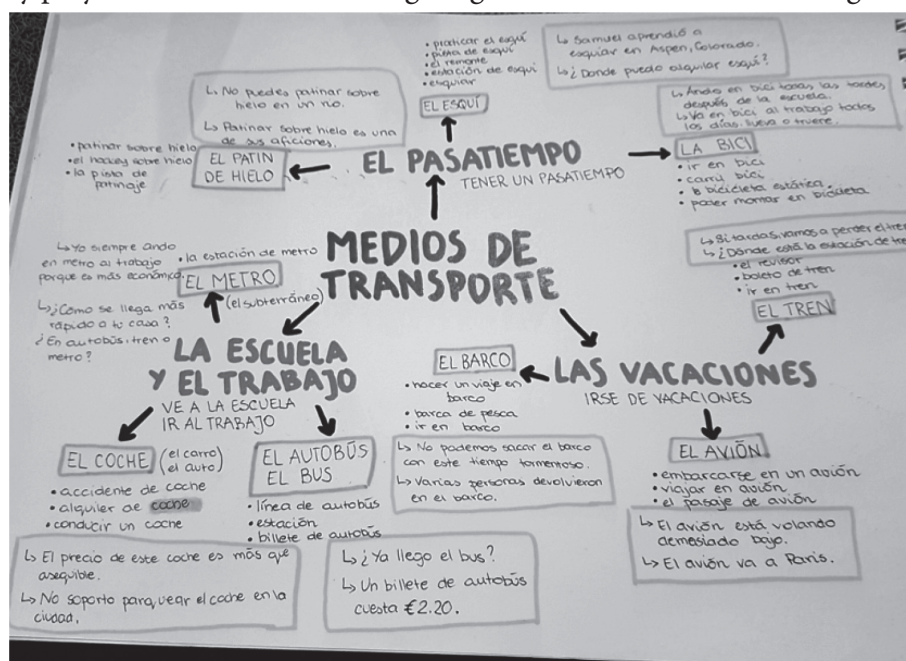 • praticar el esquí
• pista de esquí
• el remonte
• estación de esquí
• esquiar
EL ESQUÍ
↳ Samuel aprendió a
esquiar en Aspen, Colorado.
↳ ¿Donde puedo alquilar esquí?
↳ No puedes patinar sobre
hielo en un rio.
↳ Patinar sobre hielo es una
de sus aficiones.
• patinar sobre hielo
• el hockey sobre hielo
• la pista de
patinaje
EL PATIN
DE HIELO
EL PASATIEMPO
TENER UN PASATIEMPO
↳ Ando en bici todas las tardes
después de la escuela.
↳ Va en bici al trabajo todos
los días, llueva o truene.
LA BICI
• ir en bici
• carril bici
• la bicicleta estática.
• poder montar en bicicleta
MEDIOS DE
TRANSPORTE
↳ Yo siempre ando
en metro al trabajo
porque es más económico.
↳ ¿Cómo se llega más
rápido a tu casa?
¿En autobús, tren o
metro?
• la estación de metro
EL METRO
(el subterráneo)
↳ Si tardas, vamos a perder el tren
↳ ¿Dónde está la estación de tre
• el revisor
• boleto de tren
• ir en tren
EL TREN
LA ESCUELA
Y EL TRABAJO
VE A LA ESCUELA
IR AL TRABAJO
EL COCHE (el carro)
(el auto)
• accidente de coche
• alquiler de coche
• conducir un coche
↳ El precio de este coche es más que
asequible.
↳ No soporto parquear el coche en la
ciudad.
EL AUTOBÚS
EL BUS
• línea de autobús
• estación
• billete de autobús
↳ ¿Ya llego el bus?
↳ Un billete de autobús
cuesta €2.20.
LAS VACACIONES
IRSE DE VACACIONES
EL BARCO
• hacer un viaje en
barco
• barca de pesca
• ir en barco
↳ No podemos sacar el barco
con este tiempo tormentoso.
↳ Varias personas devolvieron
en el barco.
EL AVIÕN
• embarcarse en un avión
• viajar en avión
• el pasaje de avión
↳ El avión está volando
demasiado bajo.
↳ El avión va a Paris.